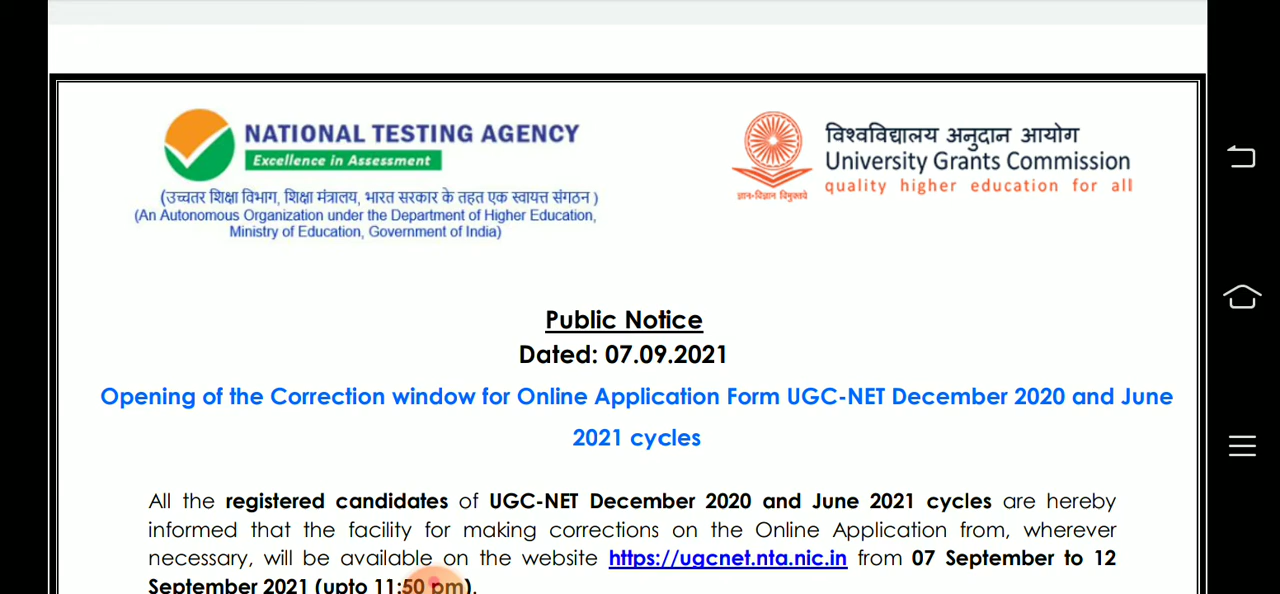 NATIONAL TESTING AGENCY
Excellence in Assessment
(उच्चतर शिक्षा विभाग, शिक्षा मंत्रालय, भारत सरकार के तहत एक स्वायत्त संगठन )
(An Autonomous Organization under the Department of Higher Education,
Ministry of Education, Government of India)
ज्ञान-विज्ञान विमुक्तये
विश्वविद्यालय अनुदान आयोग
University Grants Commission
quality higher education for all
Public Notice
Dated: 07.09.2021
Opening of the Correction window for Online Application Form UGC-NET December 2020 and June
2021 cycles
All the registered candidates of UGC-NET December 2020 and June 2021 cycles are hereby
informed that the facility for making corrections on the Online Application from, wherever
necessary, will be available on the website https://ugcnet.nta.nic.in from 07 September to 12
September 2021 (upto 11:50 pm).